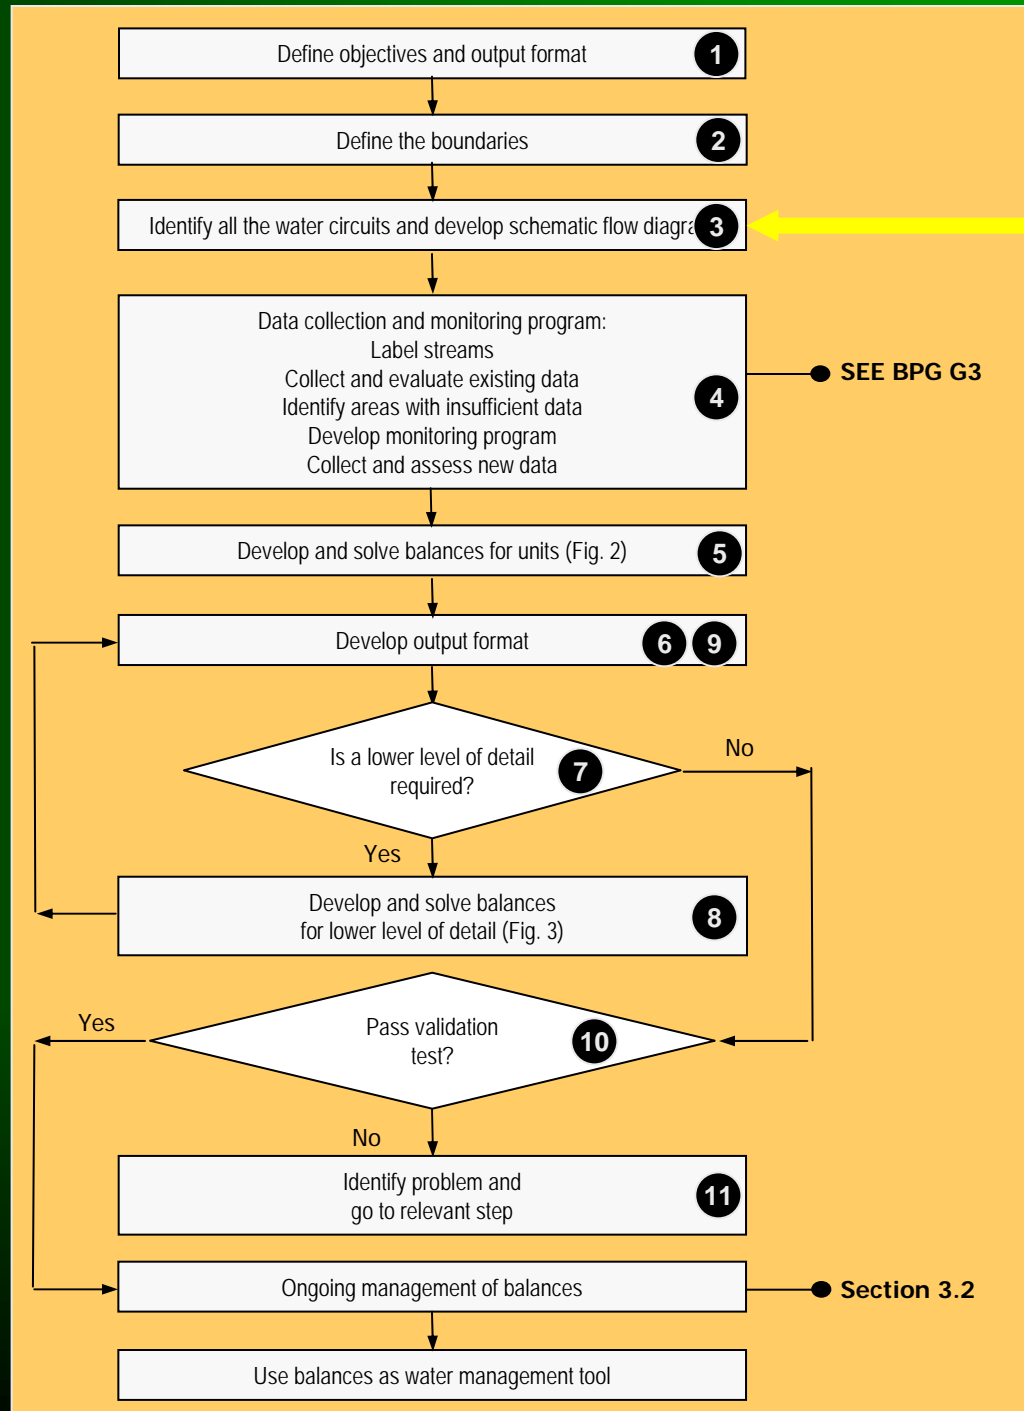 Define objectives and output format
1
Define the boundaries
2
Identify all the water circuits and develop schematic flow
3
Data collection and monitoring program:
Label streams
Collect and evaluate existing data
Identify areas with insufficient data
Develop monitoring program
Collect and assess new data
4
SEE BPG G3
Develop and solve balances for units (Fig. 2)
5
Develop output format
6 9
Is a lower level of detail
required?
7
No
Yes
Develop and solve balances
for lower level of detail (Fig. 3)
8
Pass validation
test?
10
Yes
No
Identify problem and
go to relevant step
11
Ongoing management of balances
Section 3.2
Use balances as water management tool